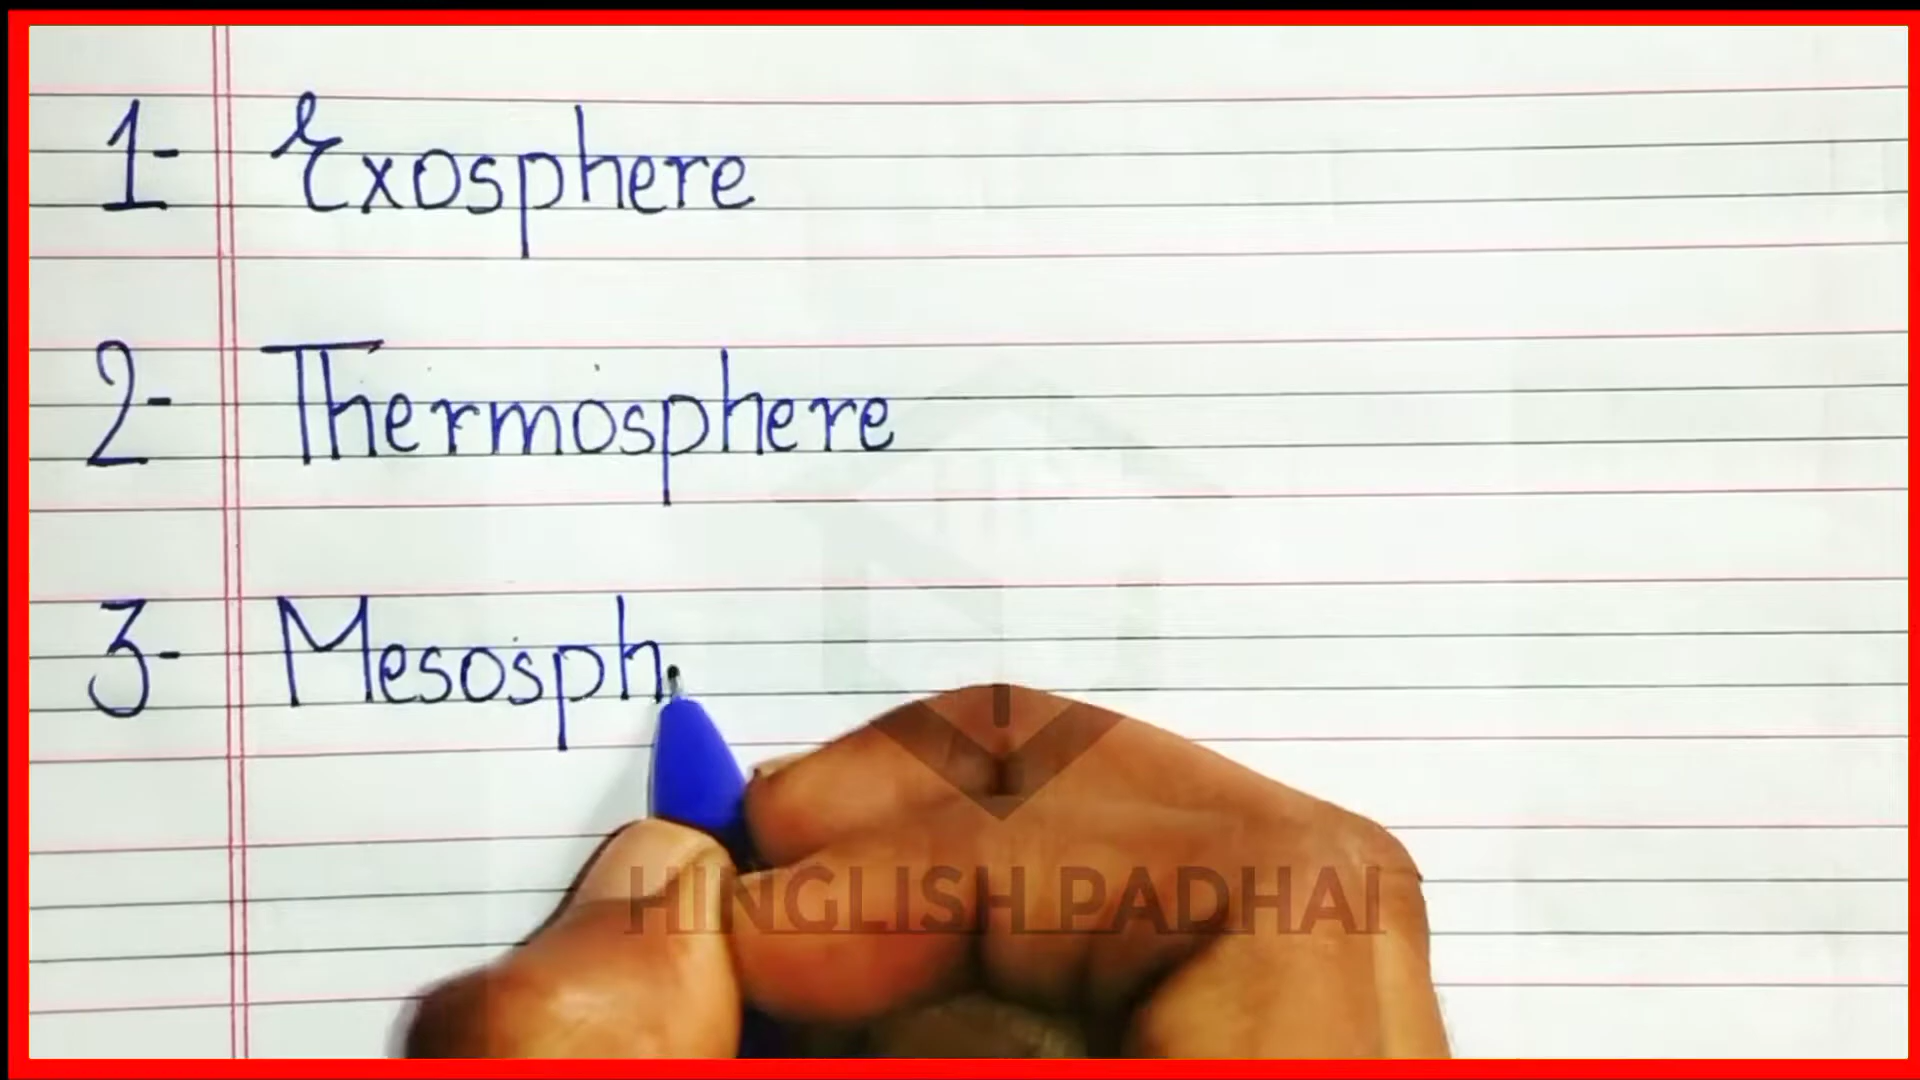 1- Exosphere
2- Thermosphere
3- Mesosph
HINGLISH PADHAI